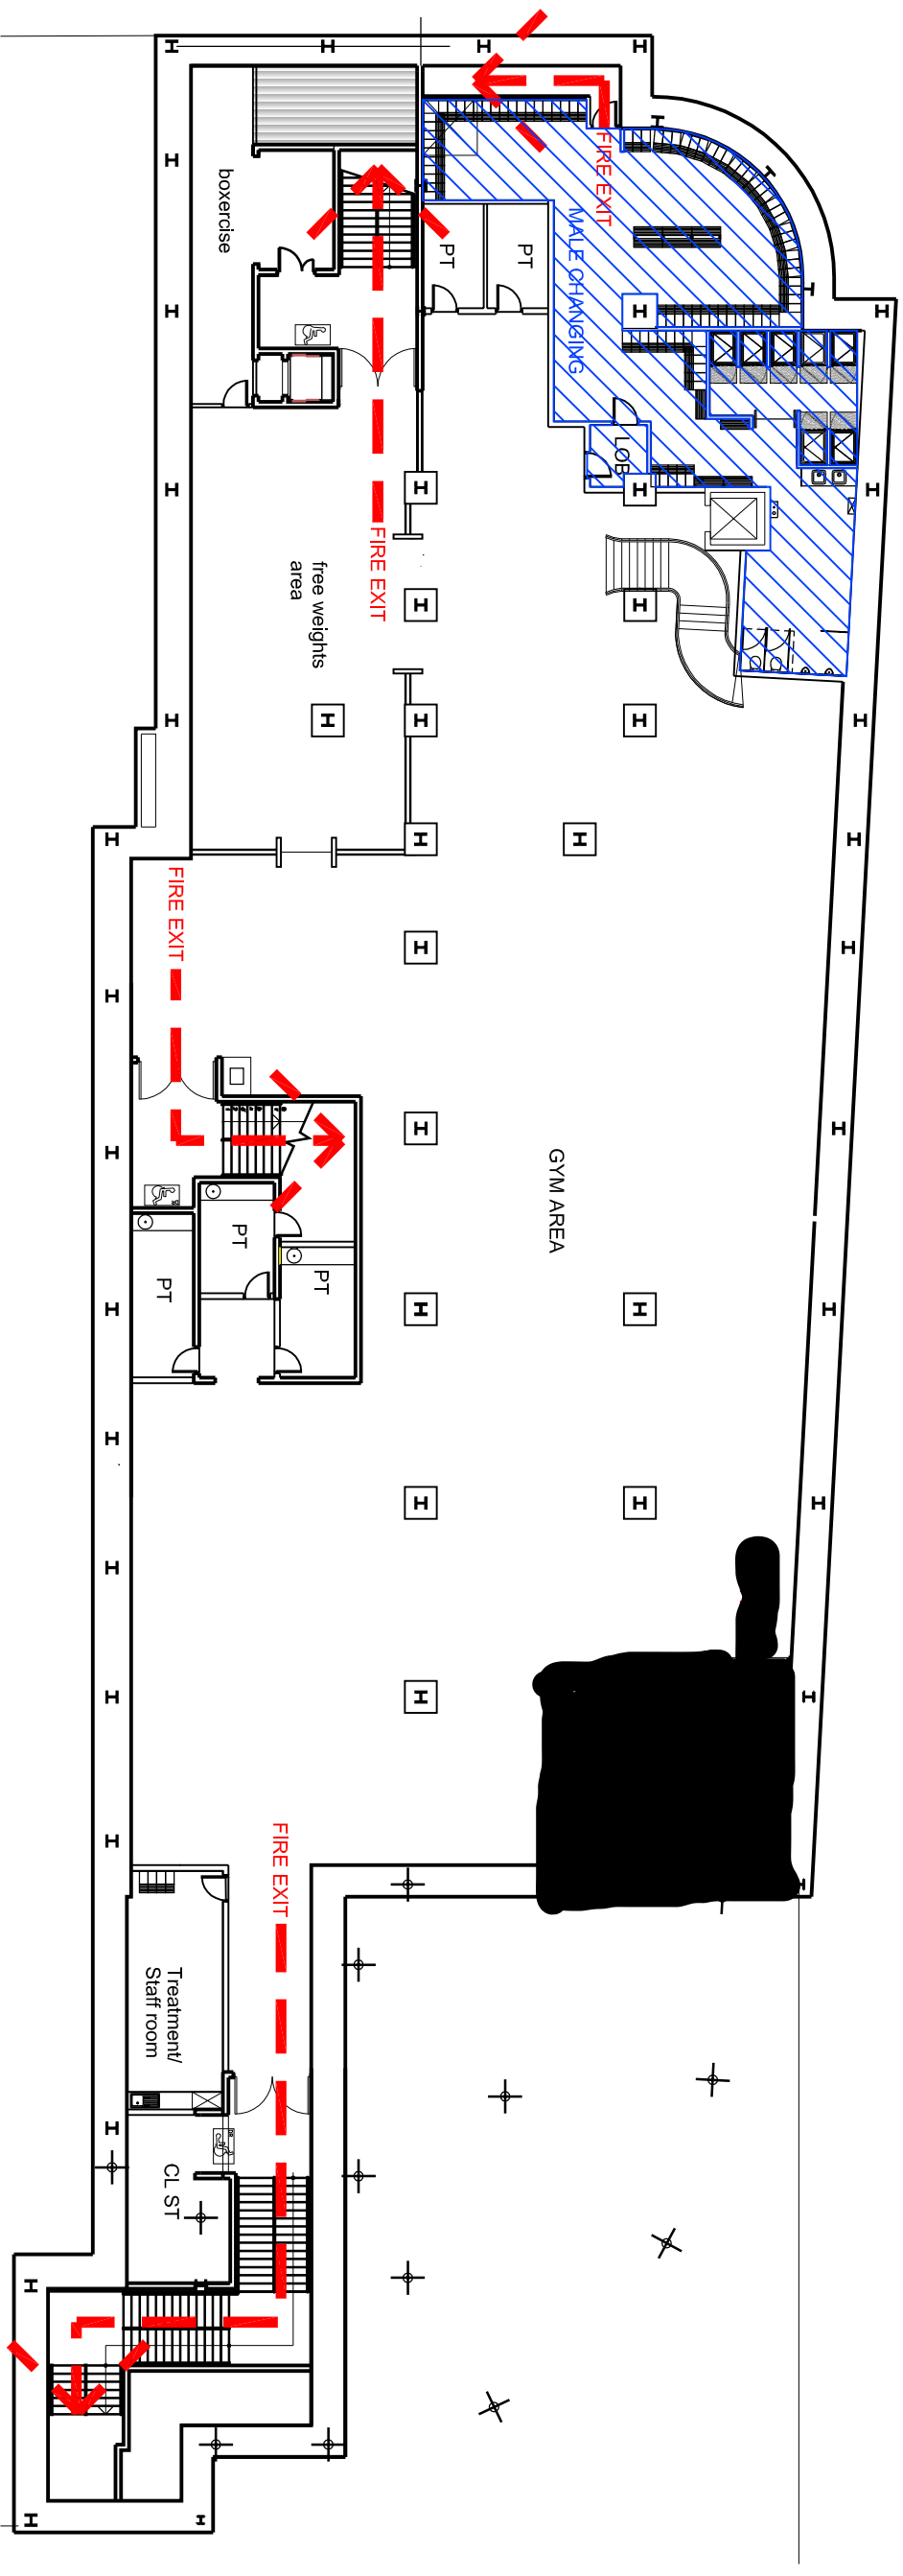 FIRE EXIT
MALE CHANGING
boxercise
PT
PT
LOB
FIRE EXIT
free weights
area
FIRE EXIT
GYM AREA
PT
PT
PT
FIRE EXIT
Treatment/
Staff room
CL ST